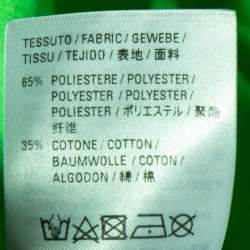 TESSUTO / FABRIC / GEWEBE /
TISSU / TEJIDO / 表地 / 面料
65% POLIESTERE / POLYESTER /
POLYESTER / POLYESTER /
POLIESTER / ポリエステル / 聚酯
纤维
35% COTONE / COTTON /
BAUMWOLLE / COTON /
ALGODON / 綿 / 棉